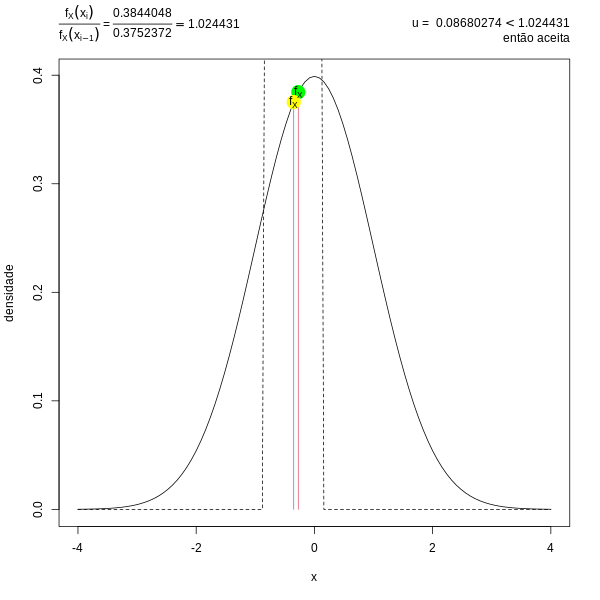 fX(xi) / fX(xi−1) = 0.3844048 / 0.3752372 = 1.024431
u = 0.08680274 < 1.024431
então aceita
densidade
0.4
0.3
0.2
0.1
0.0
fx
fx
-4 -2 0 2 4
x